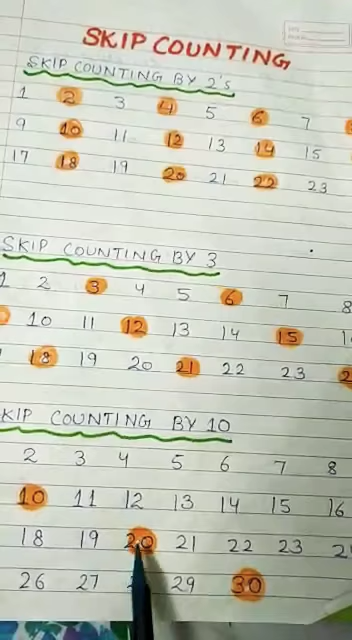 SKIP COUNTING
SKIP COUNTING BY 2's
1 2 3 4 5 6 7
9 10 11 12 13 14 15
17 18 19 20 21 22 23
SKIP COUNTING BY 3
1 2 3 4 5 6 7 8
10 11 12 13 14 15
18 19 20 21 22 23
KIP COUNTING BY 10
2 3 4 5 6 7 8
10 11 12 13 14 15 16
18 19 20 21 22 23
26 27 29 30